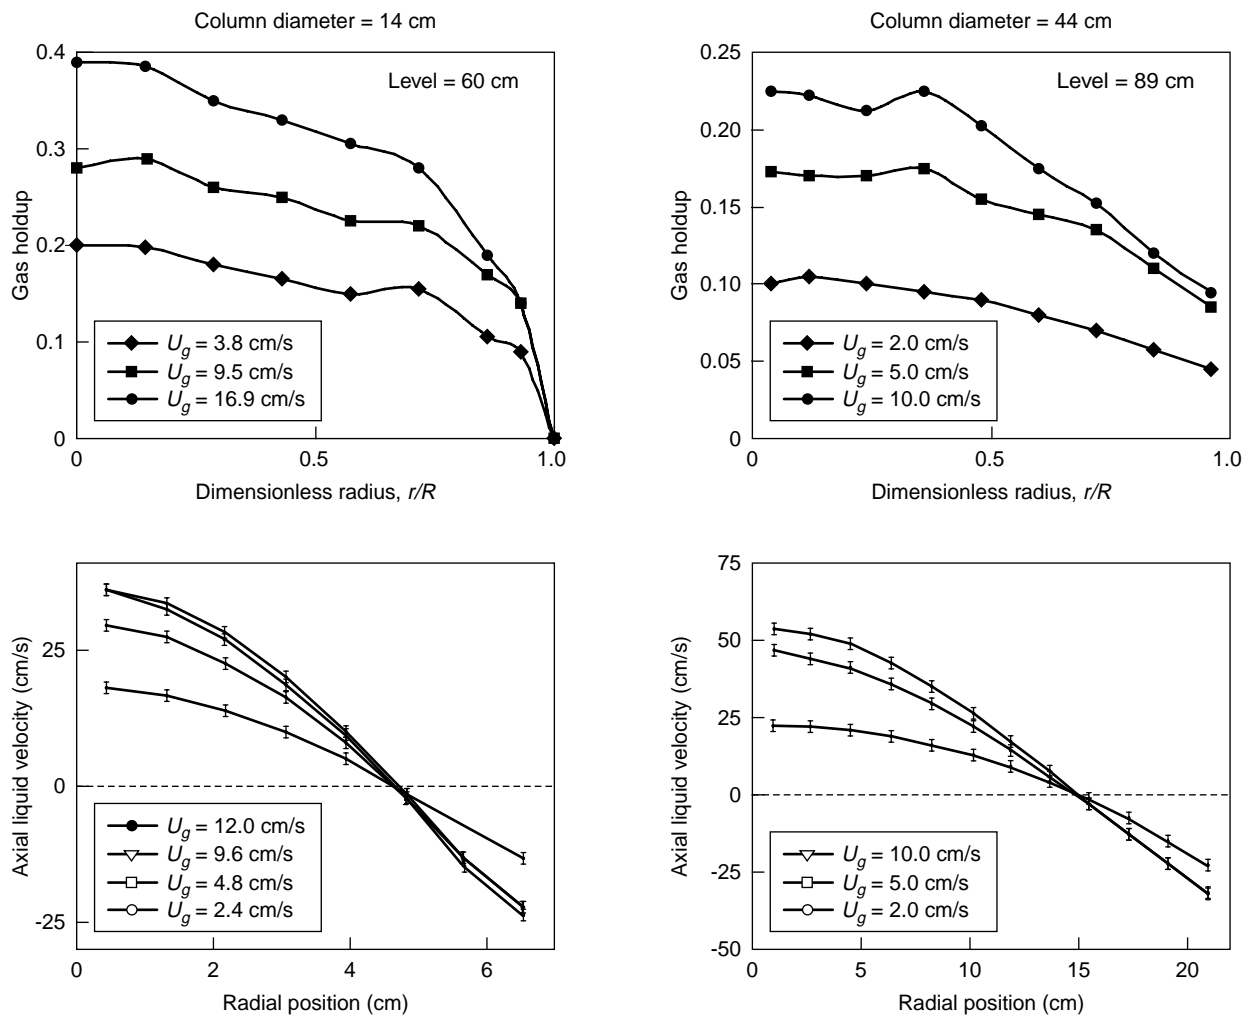 Column diameter = 14 cm
0.4
0.3
0.2
0.1
0
Gas holdup
Level = 60 cm
U_g = 3.8 cm/s
U_g = 9.5 cm/s
U_g = 16.9 cm/s
0
0.5
1.0
Dimensionless radius, r/R
Column diameter = 44 cm
0.25
0.20
0.15
0.10
0.05
0
Gas holdup
Level = 89 cm
U_g = 2.0 cm/s
U_g = 5.0 cm/s
U_g = 10.0 cm/s
0
0.5
1.0
Dimensionless radius, r/R
25
0
-25
Axial liquid velocity (cm/s)
U_g = 12.0 cm/s
U_g = 9.6 cm/s
U_g = 4.8 cm/s
U_g = 2.4 cm/s
0
2
4
6
Radial position (cm)
75
50
25
0
-25
-50
Axial liquid velocity (cm/s)
U_g = 10.0 cm/s
U_g = 5.0 cm/s
U_g = 2.0 cm/s
0
5
10
15
20
Radial position (cm)